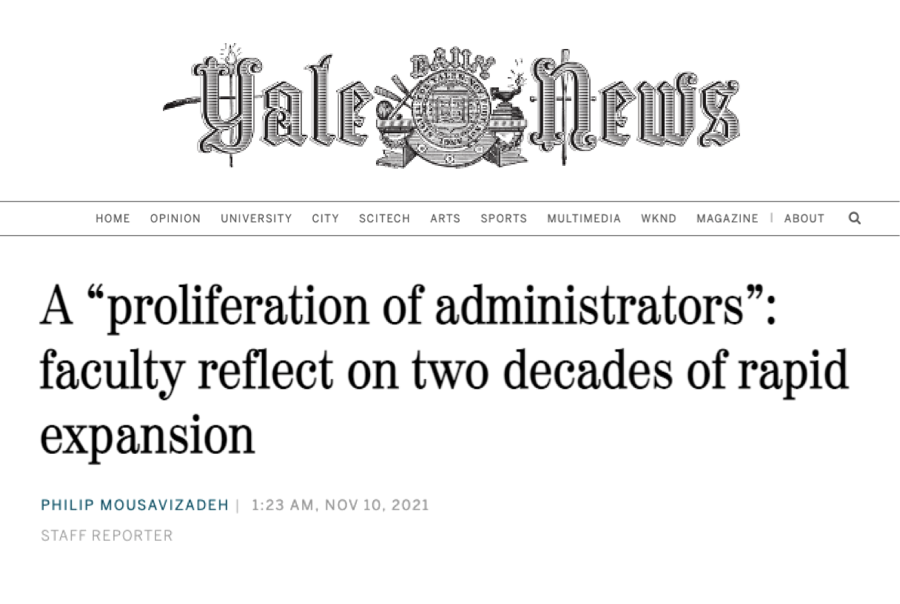 Yale DAILY News
HOME OPINION UNIVERSITY CITY SCITECH ARTS SPORTS MULTIMEDIA WKND MAGAZINE | ABOUT
A “proliferation of administrators”:
faculty reflect on two decades of rapid
expansion
PHILIP MOUSAVIZADEH | 1:23 AM, NOV 10, 2021
STAFF REPORTER